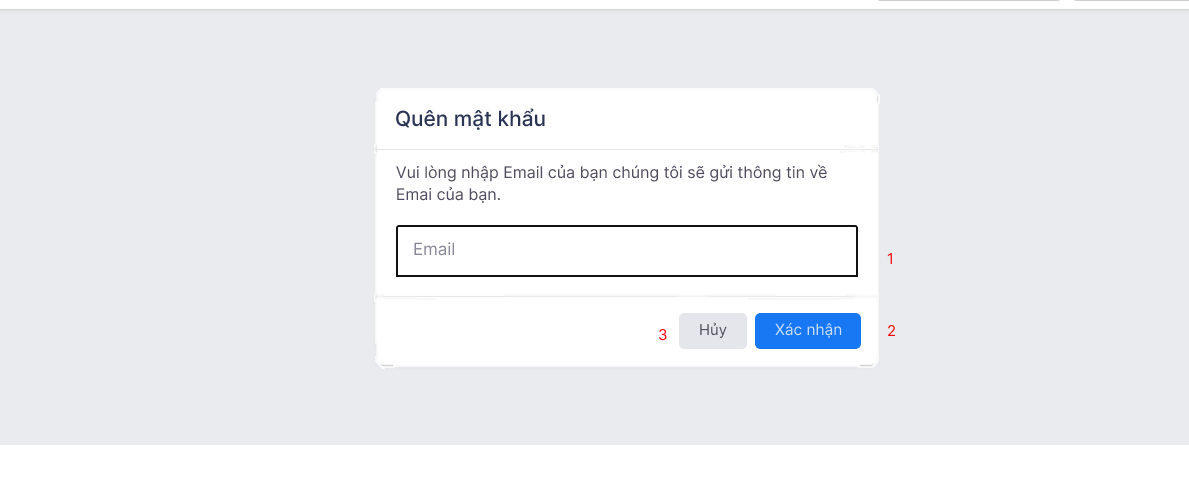 Quên mật khẩu
Vui lòng nhập Email của bạn chúng tôi sẽ gửi thông tin về
Emai của bạn.
Email
1
3
Hủy
Xác nhận
2